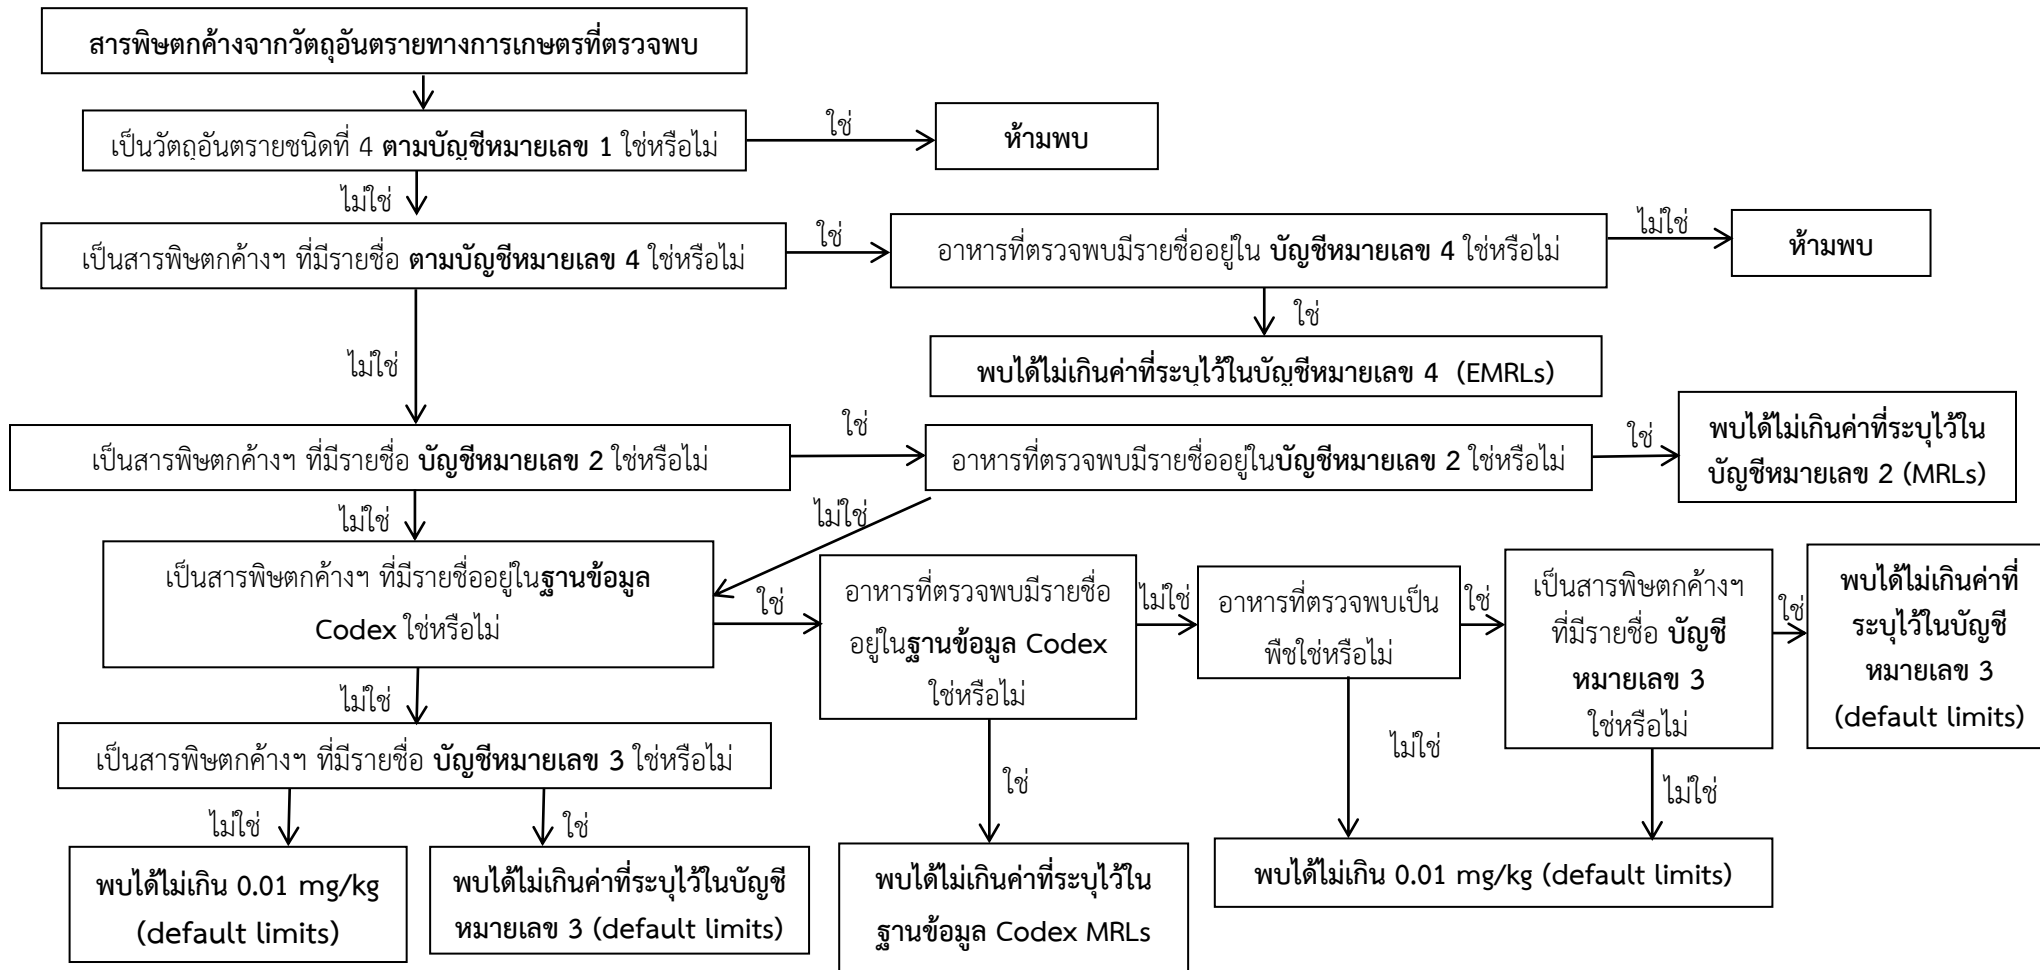 สารพิษตกค้างจากวัตถุอันตรายทางการเกษตรที่ตรวจพบ
เป็นวัตถุอันตรายชนิดที่ 4 ตามบัญชีหมายเลข 1 ใช่หรือไม่
ใช่
ห้ามพบ
ไม่ใช่
เป็นสารพิษตกค้างฯ ที่มีรายชื่อ ตามบัญชีหมายเลข 4 ใช่หรือไม่
ใช่
อาหารที่ตรวจพบมีรายชื่ออยู่ใน บัญชีหมายเลข 4 ใช่หรือไม่
ไม่ใช่
ห้ามพบ
ใช่
พบได้ไม่เกินค่าที่ระบุไว้ในบัญชีหมายเลข 4 (EMRLs)
ไม่ใช่
เป็นสารพิษตกค้างฯ ที่มีรายชื่อ บัญชีหมายเลข 2 ใช่หรือไม่
ใช่
อาหารที่ตรวจพบมีรายชื่ออยู่ในบัญชีหมายเลข 2 ใช่หรือไม่
ใช่
พบได้ไม่เกินค่าที่ระบุไว้ใน
บัญชีหมายเลข 2 (MRLs)
ไม่ใช่
ไม่ใช่
เป็นสารพิษตกค้างฯ ที่มีรายชื่ออยู่ในฐานข้อมูล
Codex ใช่หรือไม่
ใช่
อาหารที่ตรวจพบมีรายชื่อ
อยู่ในฐานข้อมูล Codex
ใช่หรือไม่
ไม่ใช่
อาหารที่ตรวจพบเป็น
พืชใช่หรือไม่
ใช่
เป็นสารพิษตกค้างฯ
ที่มีรายชื่อ บัญชี
หมายเลข 3
ใช่หรือไม่
ใช่
พบได้ไม่เกินค่าที่
ระบุไว้ในบัญชี
หมายเลข 3
(default limits)
ไม่ใช่
เป็นสารพิษตกค้างฯ ที่มีรายชื่อ บัญชีหมายเลข 3 ใช่หรือไม่
ไม่ใช่
ใช่
ใช่
ไม่ใช่
ไม่ใช่
พบได้ไม่เกิน 0.01 mg/kg
(default limits)
พบได้ไม่เกินค่าที่ระบุไว้ในบัญชี
หมายเลข 3 (default limits)
พบได้ไม่เกินค่าที่ระบุไว้ใน
ฐานข้อมูล Codex MRLs
พบได้ไม่เกิน 0.01 mg/kg (default limits)